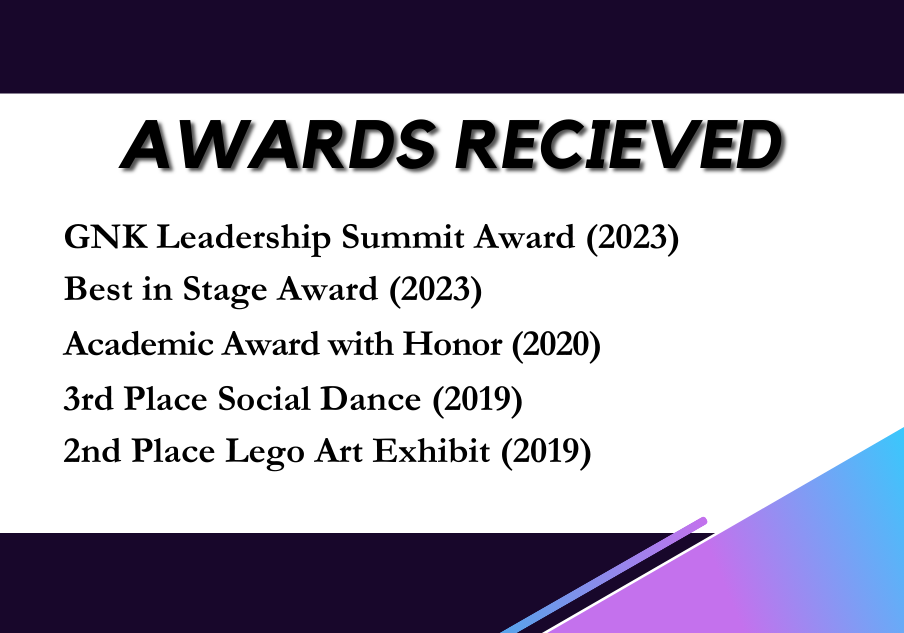 AWARDS RECIEVED
GNK Leadership Summit Award (2023)
Best in Stage Award (2023)
Academic Award with Honor (2020)
3rd Place Social Dance (2019)
2nd Place Lego Art Exhibit (2019)